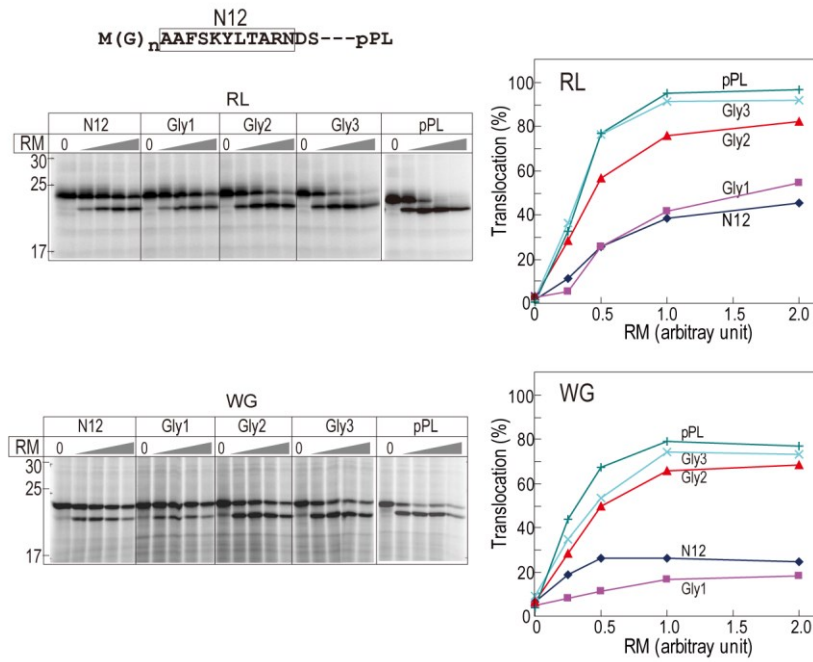 N12
M(G)nAAFSKYLTARNDS---pPL
RL
N12 Gly1 Gly2 Gly3 pPL
RM 0 0 0 0 0
30
25
17
100
80
60
40
20
0
Translocation (%)
RL
pPL
Gly3
Gly2
Gly1
N12
0 0.5 1.0 1.5 2.0
RM (arbitray unit)
WG
N12 Gly1 Gly2 Gly3 pPL
RM 0 0 0 0 0
30
25
17
100
80
60
40
20
0
Translocation (%)
WG
pPL
Gly3
Gly2
N12
Gly1
0 0.5 1.0 1.5 2.0
RM (arbitray unit)